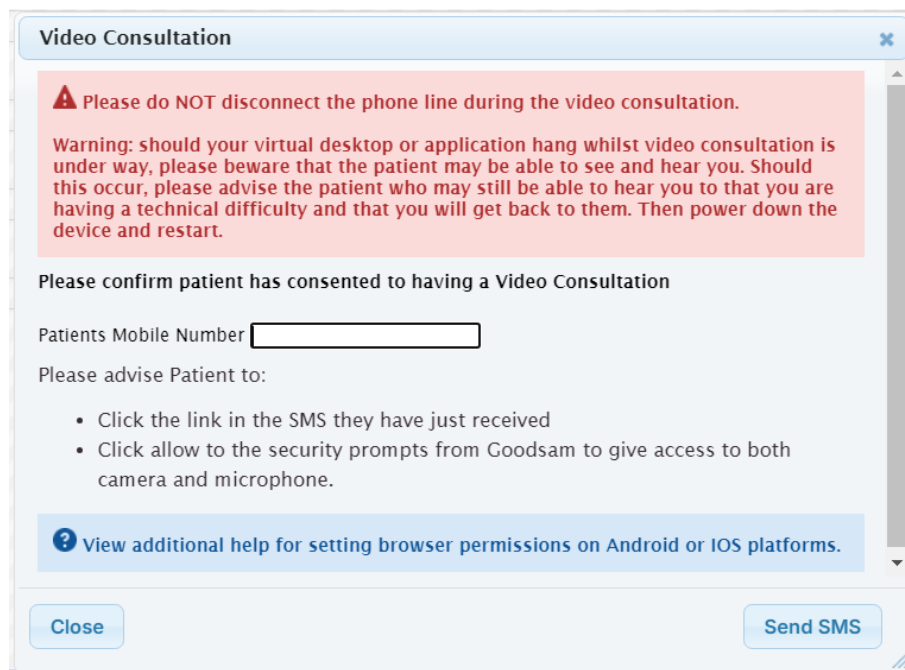 Video Consultation
Please do NOT disconnect the phone line during the video consultation.
Warning: should your virtual desktop or application hang whilst video consultation is
under way, please beware that the patient may be able to see and hear you. Should
this occur, please advise the patient who may still be able to hear you to that you are
having a technical difficulty and that you will get back to them. Then power down the
device and restart.
Please confirm patient has consented to having a Video Consultation
Patients Mobile Number
Please advise Patient to:
• Click the link in the SMS they have just received
• Click allow to the security prompts from Goodsam to give access to both
camera and microphone.
View additional help for setting browser permissions on Android or IOS platforms.
Close
Send SMS